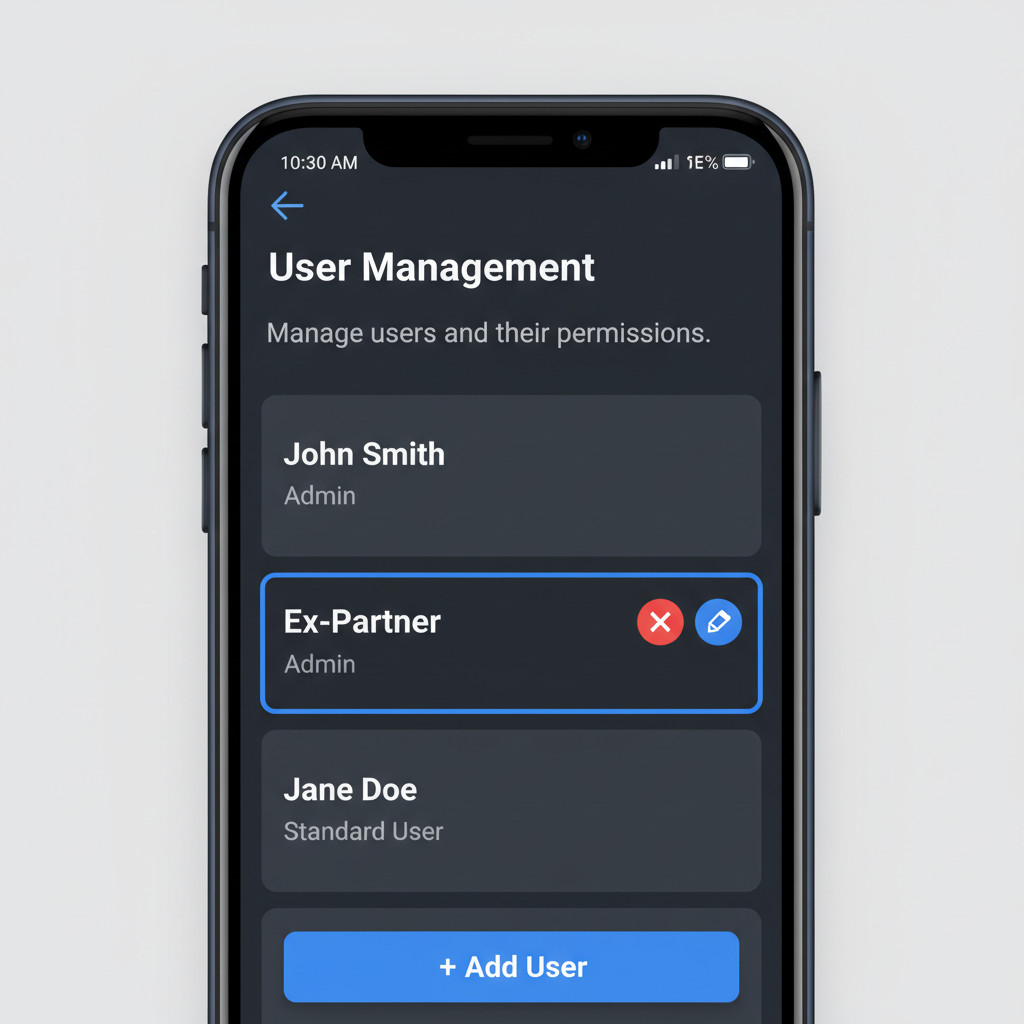 10:30 AM
User Management
Manage users and their permissions.
John Smith
Admin
Ex-Partner
Admin
Jane Doe
Standard User
+ Add User